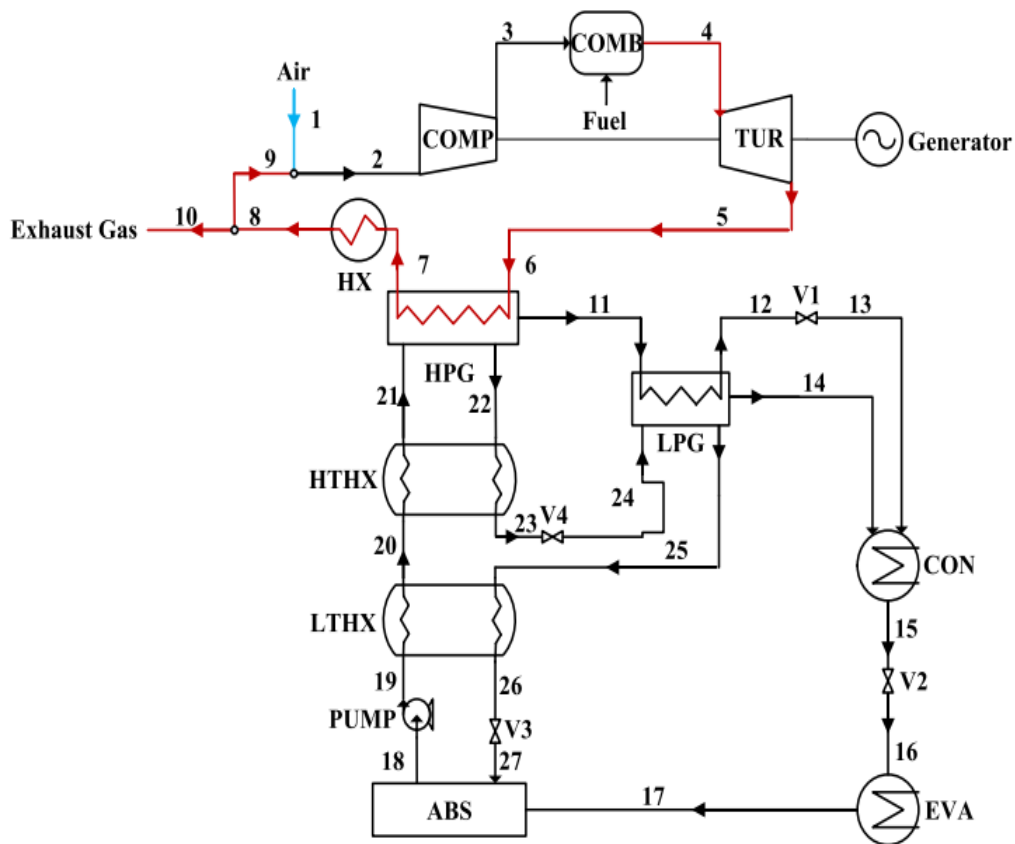 3
COMB
4
Air
Fuel
1
COMP
TUR
Generator
9
2
Exhaust Gas
10
8
5
HX
7
6
11
12
V1
13
HPG
14
21
22
LPG
HTHX
24
23
V4
20
25
CON
LTHX
15
19
26
V2
PUMP
V3
18
27
16
ABS
17
EVA